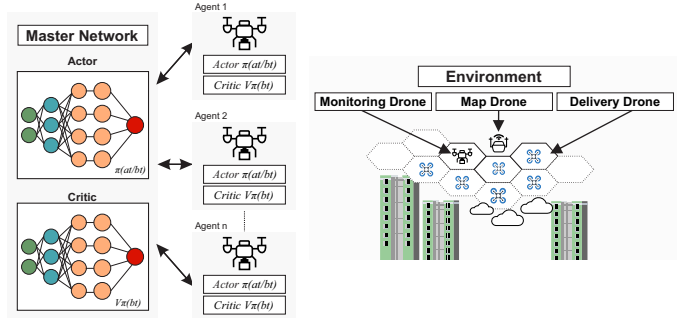 Master Network
Actor
π(at/bt)
Critic
Vπ(bt)
Agent 1
Actor π(at/bt)
Critic Vπ(bt)
Agent 2
Actor π(at/bt)
Critic Vπ(bt)
Agent n
Actor π(at/bt)
Critic Vπ(bt)
Environment
Monitoring Drone
Map Drone
Delivery Drone